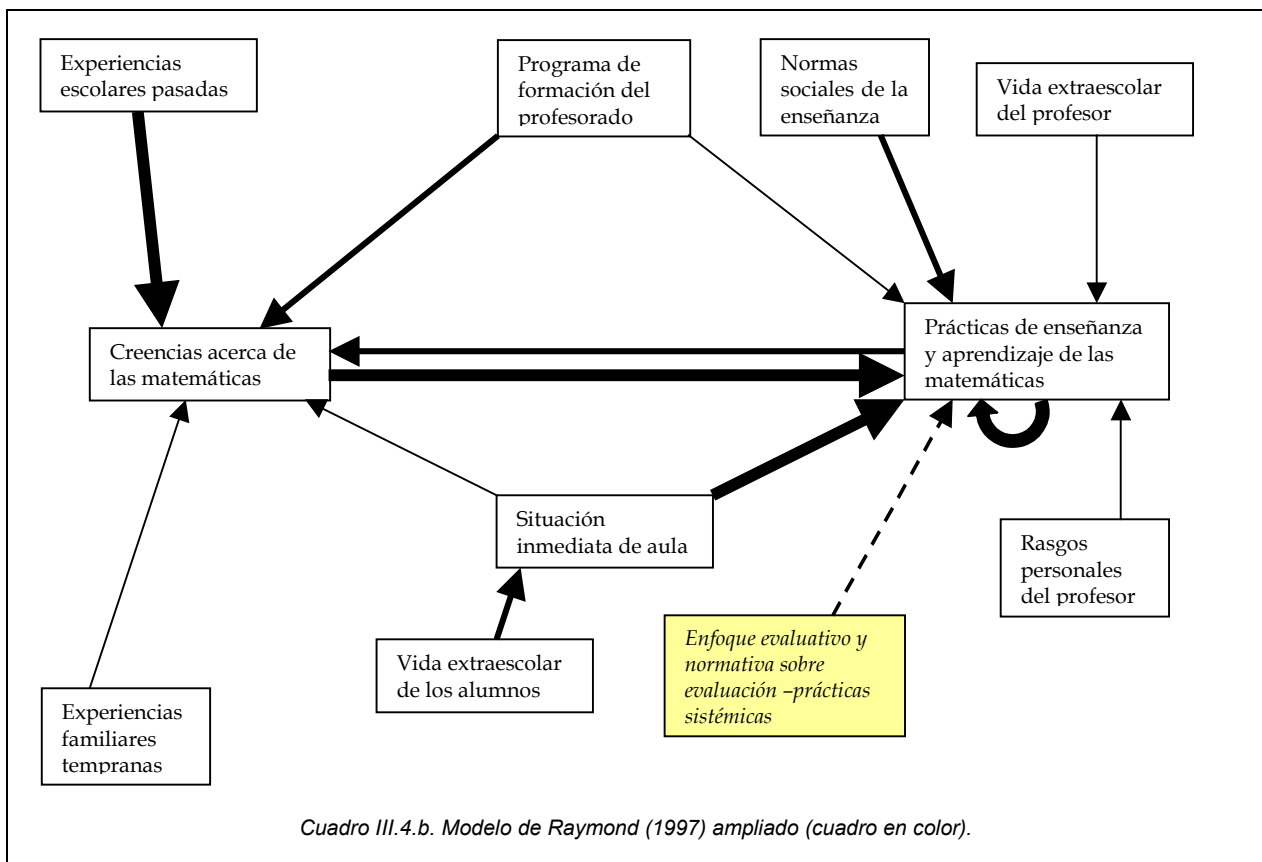 Experiencias
escolares pasadas
Programa de
formación del
profesorado
Normas
sociales de la
enseñanza
Vida extraescolar
del profesor
Creencias acerca de
las matemáticas
Prácticas de enseñanza
y aprendizaje de las
matemáticas
Situación
inmediata de aula
Rasgos
personales
del profesor
Vida extraescolar
de los alumnos
Enfoque evaluativo y
normativa sobre
evaluación –prácticas
sistémicas
Experiencias
familiares
tempranas
Cuadro III.4.b. Modelo de Raymond (1997) ampliado (cuadro en color).